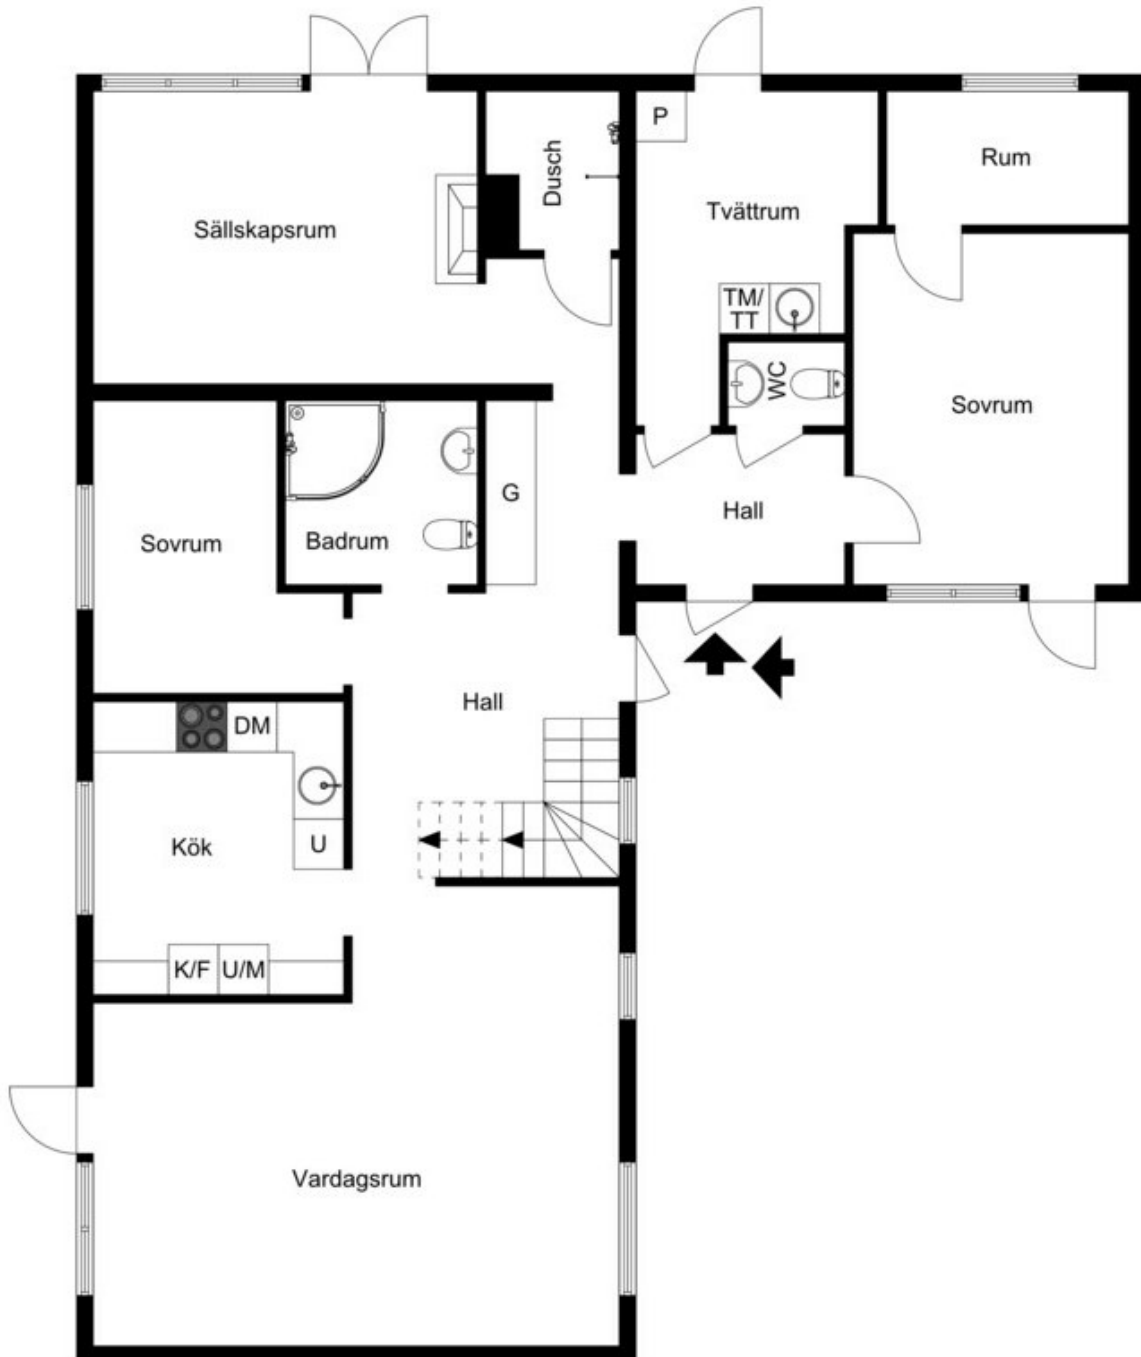 P
Dusch
Rum
Tvättrum
Sällskapsrum
TM/
TT
WC
Sovrum
G
Hall
Sovrum
Badrum
Hall
DM
U
Kök
K/F
U/M
Vardagsrum